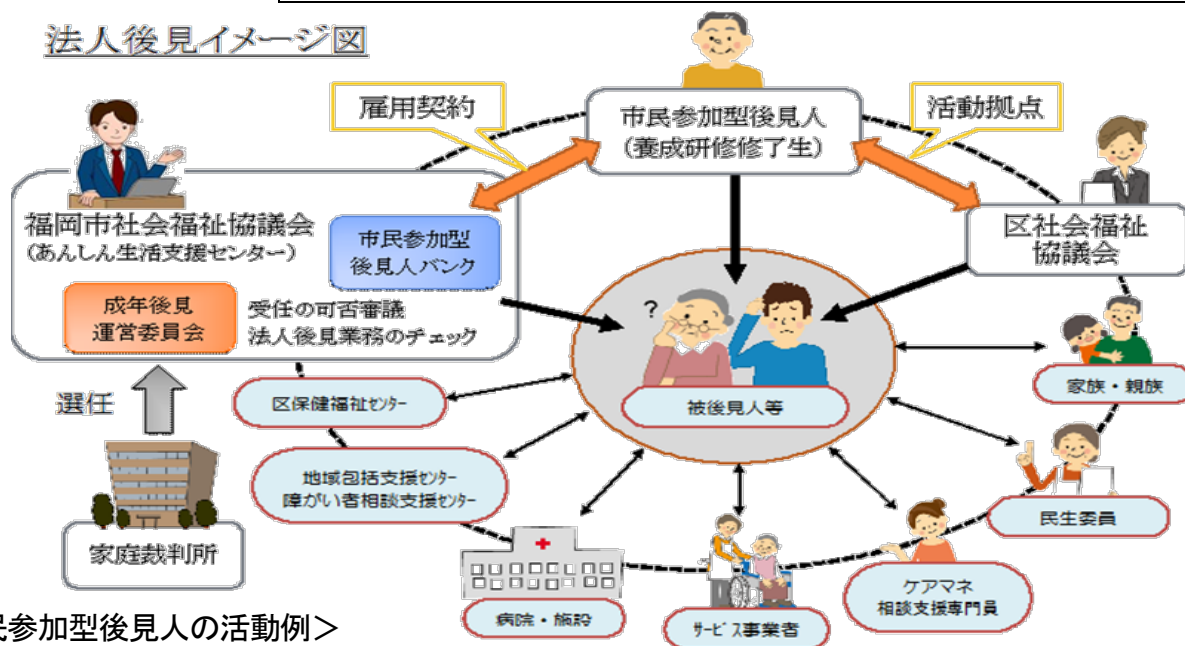 法人後見イメージ図
雇用契約
市民参加型後見人
(養成研修修了生)
活動拠点
福岡市社会福祉協議会
(あんしん生活支援センター)
市民参加型
後見人バンク
成年後見
運営委員会
受任の可否審議
法人後見業務のチェック
区社会福祉
協議会
?
選任
区保健福祉ｾﾝﾀｰ
被後見人等
家族・親族
地域包括支援ｾﾝﾀｰ
障がい者相談支援ｾﾝﾀｰ
民生委員
家庭裁判所
病院・施設
ｻｰﾋﾞｽ事業者
ケアマネ
相談支援専門員
民参加型後見人の活動例＞